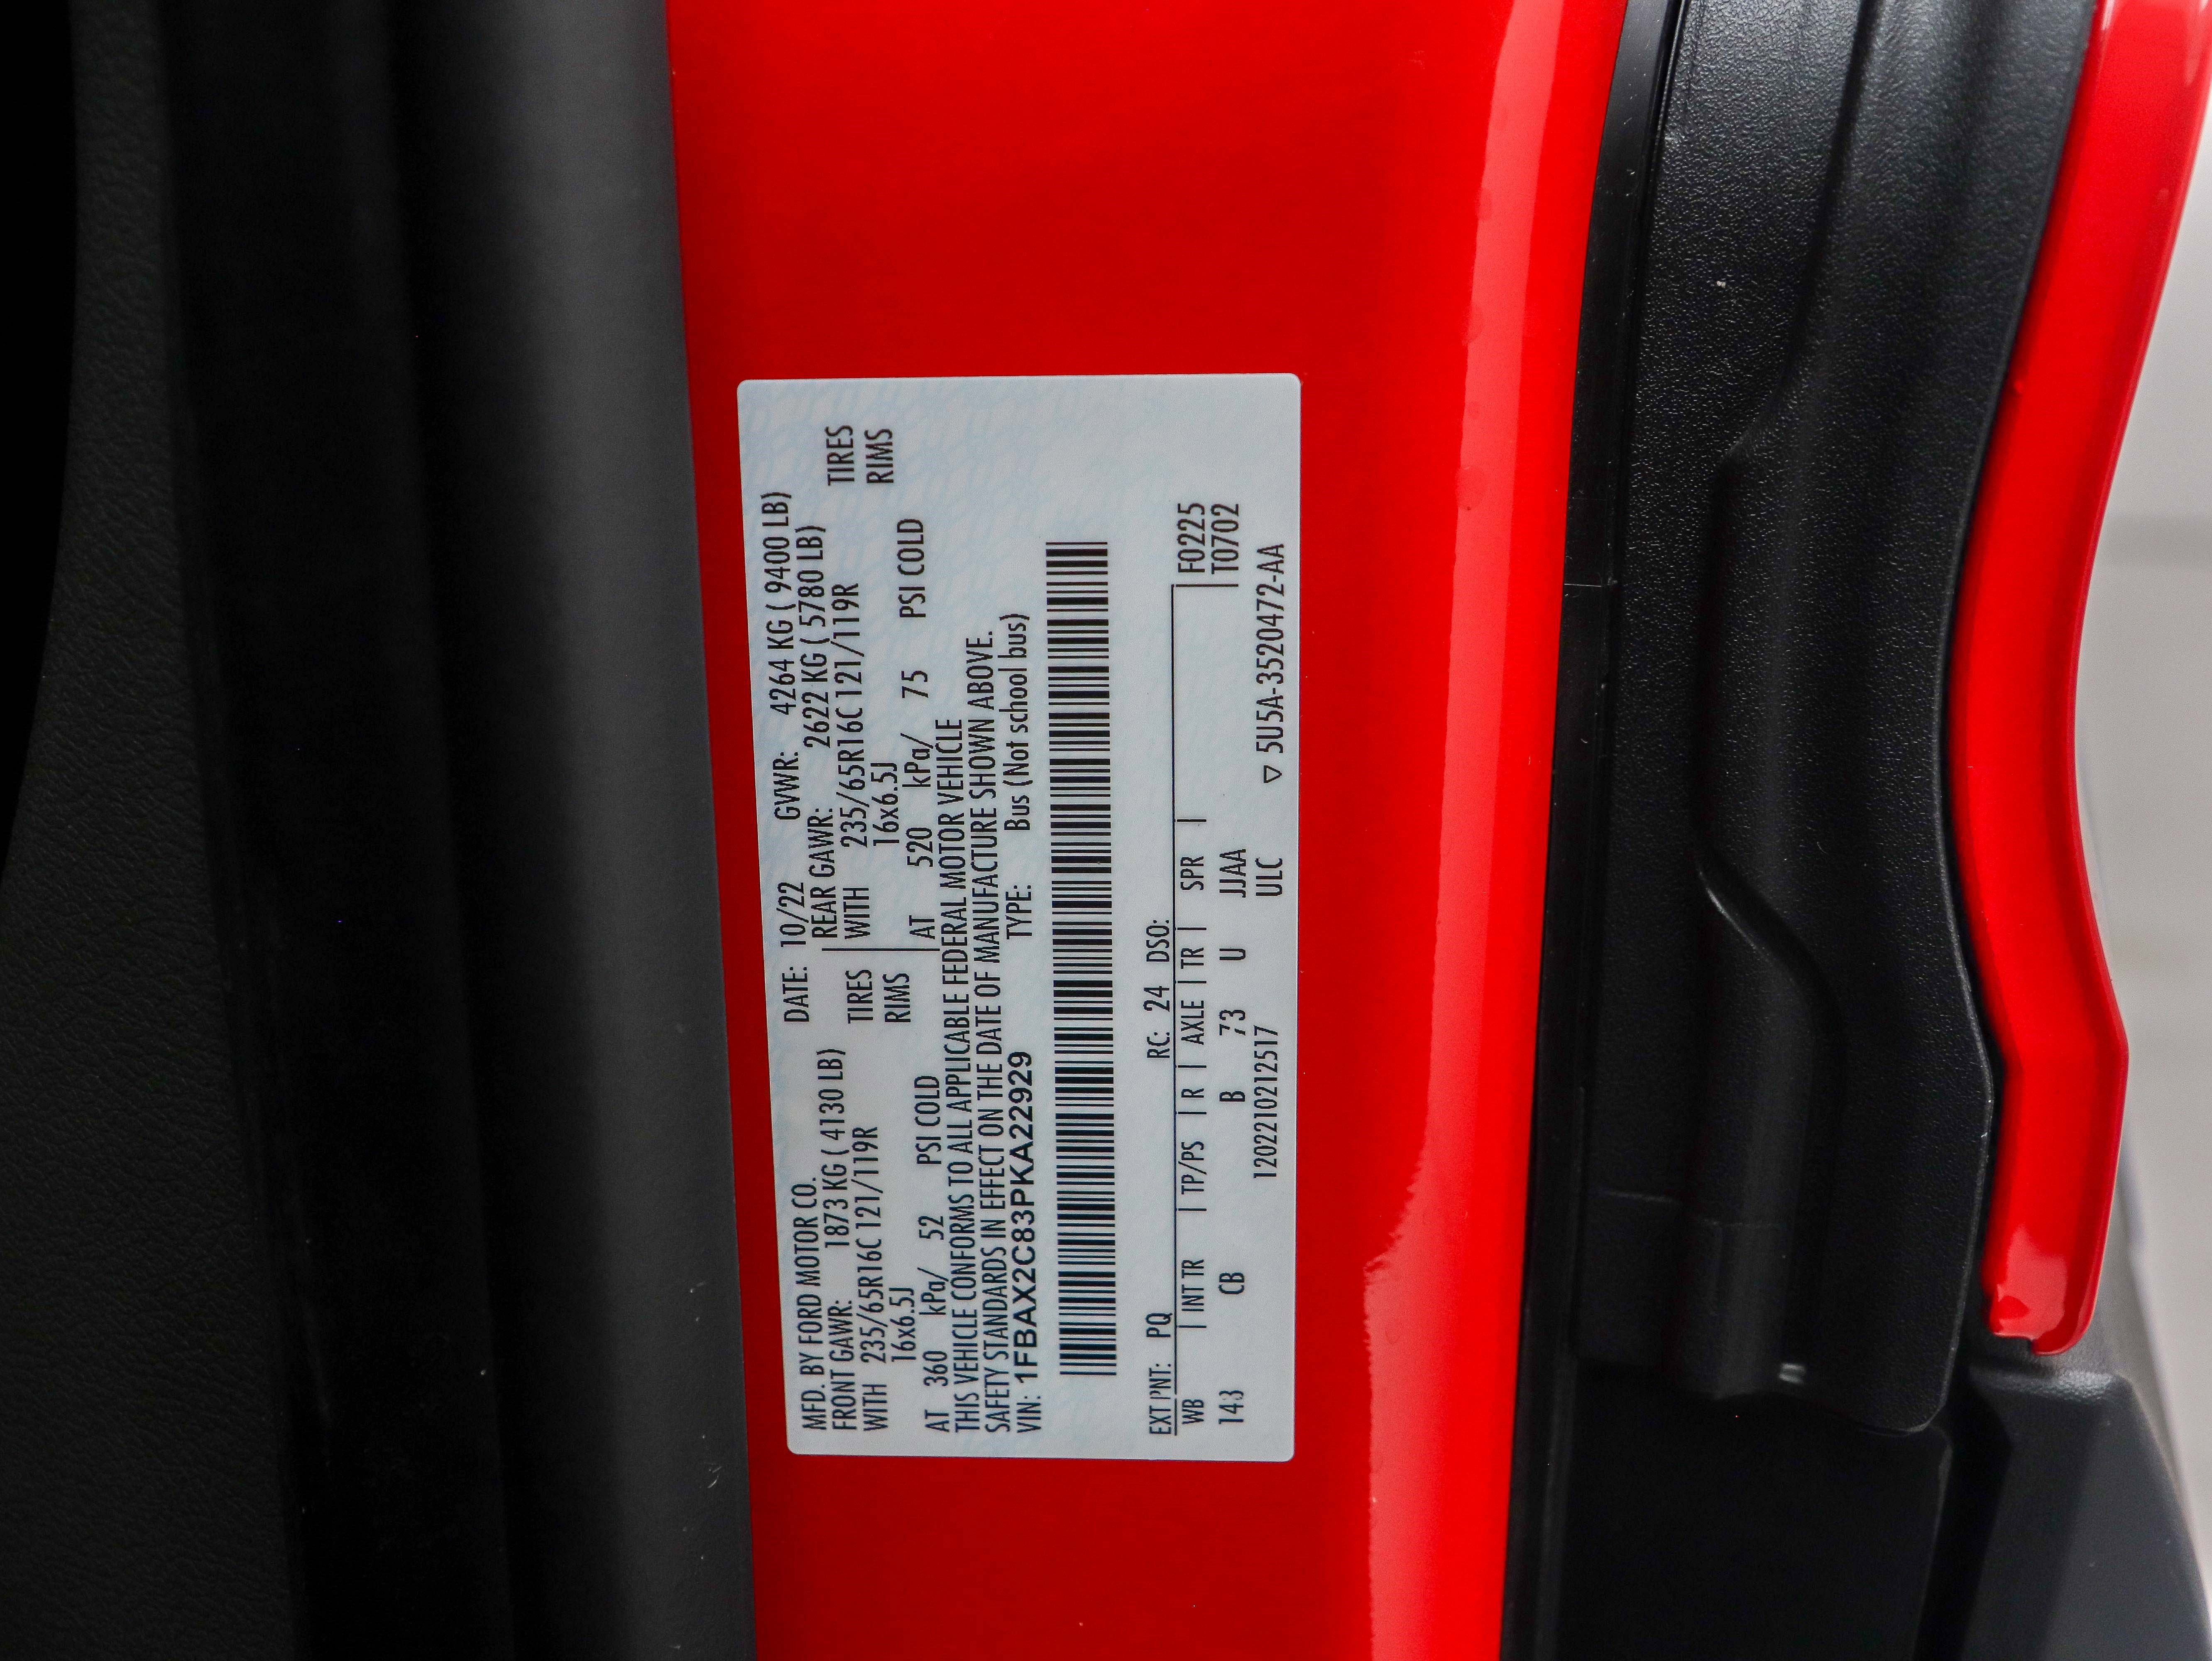 MFD. BY FORD MOTOR CO. DATE: 10/22 GVWR: 4264 KG ( 9400 LB)
FRONT GAWR: 1873 KG ( 4130 LB) REAR GAWR: 2622 KG ( 5780 LB)
WITH 235/65R16C 121/119R TIRES WITH 235/65R16C 121/119R TIRES
16x6.5J RIMS 16x6.5J RIMS
AT 360 kPa/ 52 PSI COLD AT 520 kPa/ 75 PSI COLD
THIS VEHICLE CONFORMS TO ALL APPLICABLE FEDERAL MOTOR VEHICLE
SAFETY STANDARDS IN EFFECT ON THE DATE OF MANUFACTURE SHOWN ABOVE.
VIN: 1FBAX2C83PKA22929 TYPE: Bus (Not school bus)
EXT PNT: PQ RC: 24 DSO:
WB | INT TR | TP/PS | R | AXLE | TR | SPR | F0225
148 CB B 73 U JJAA T0702
1202210212517 ULC ▽ 5U5A-3520472-AA